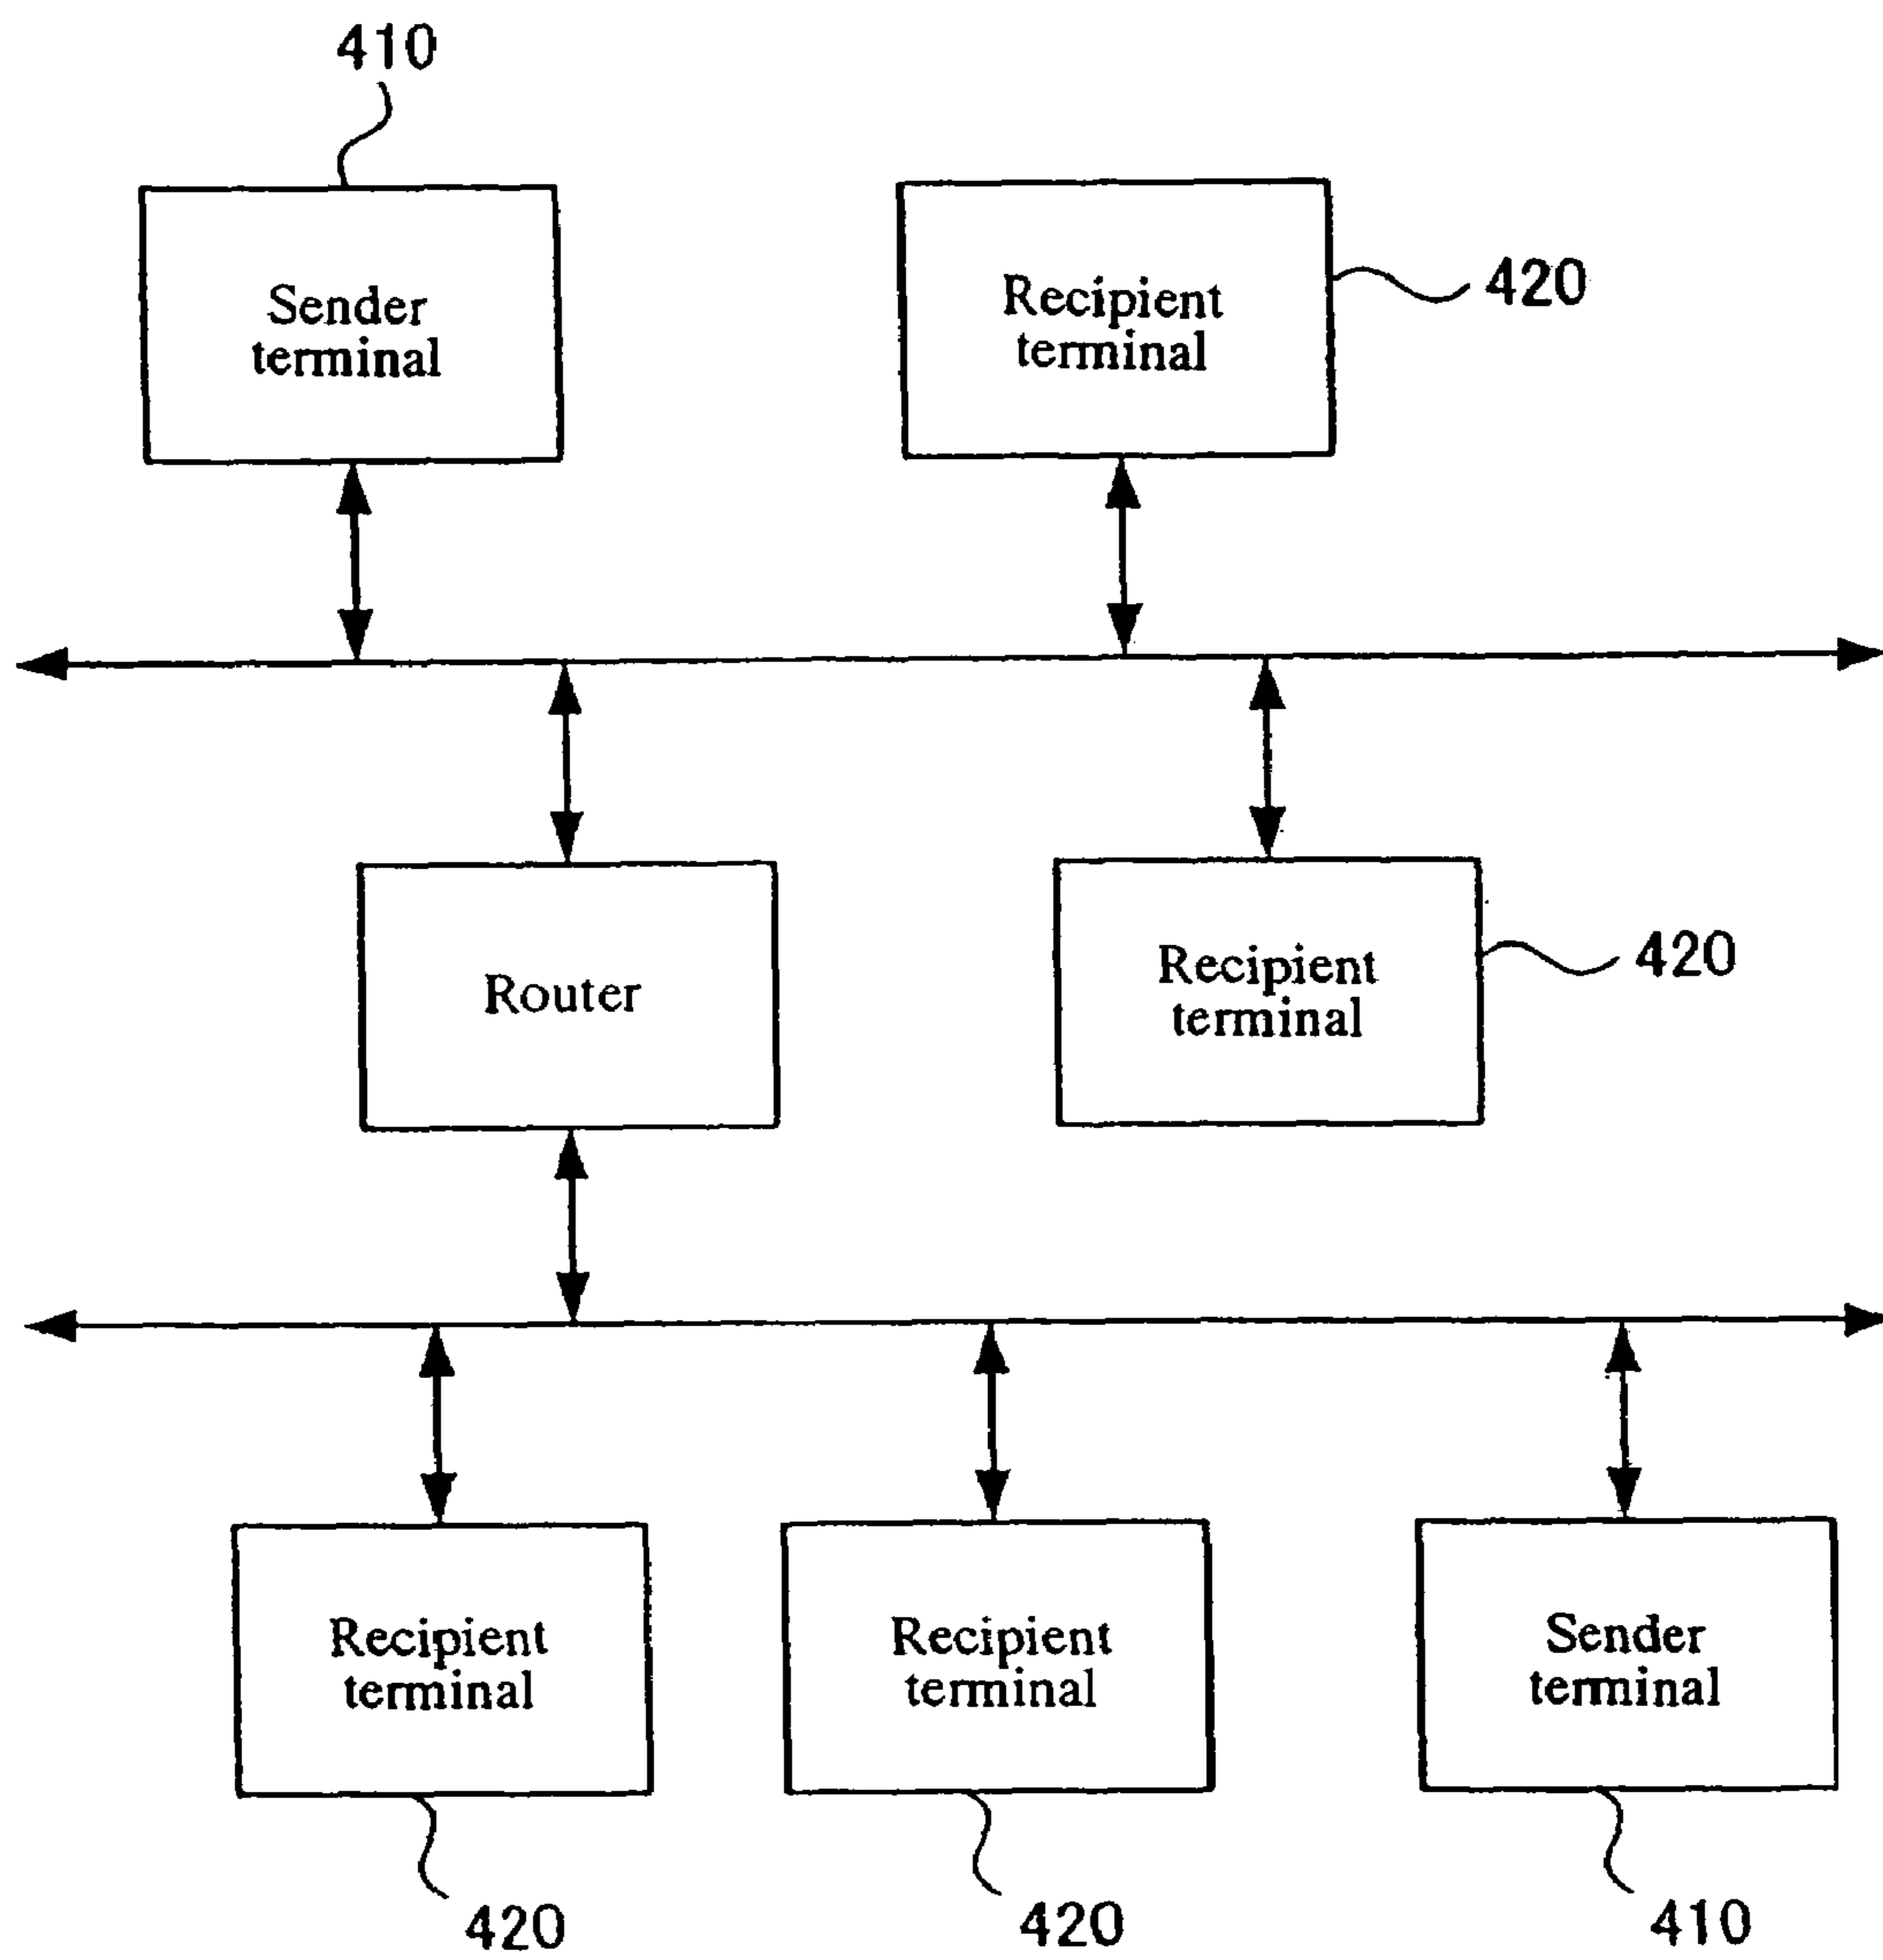 410
Sender
terminal
Recipient
terminal
420
Router
Recipient
terminal
420
Recipient
terminal
Recipient
terminal
Sender
terminal
420
420
410